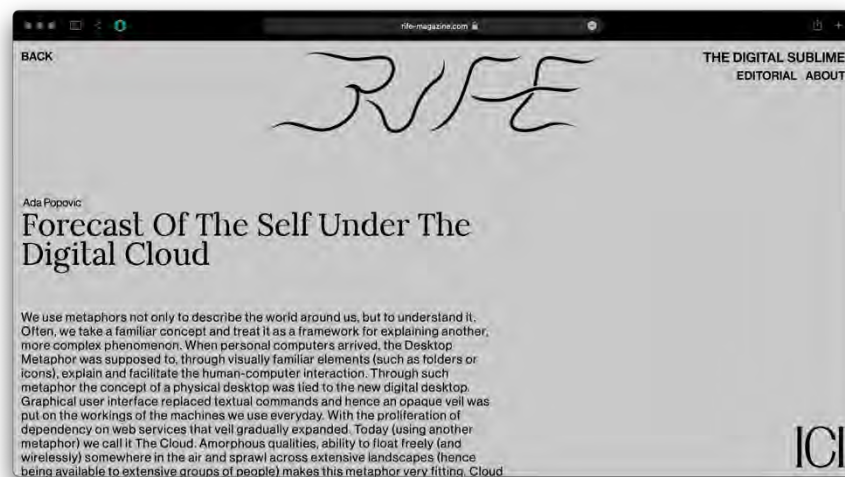 rife-magazine.com
BACK
RIFE
THE DIGITAL SUBLIME
EDITORIAL ABOUT
Ada Popovic
Forecast Of The Self Under The
Digital Cloud
We use metaphors not only to describe the world around us, but to understand it.
Often, we take a familiar concept and treat it as a framework for explaining another,
more complex phenomenon. When personal computers arrived, the Desktop
Metaphor was supposed to, through visually familiar elements (such as folders or
icons), explain and facilitate the human-computer interaction. Through such
metaphor the concept of a physical desktop was tied to the new digital desktop.
Graphical user interface replaced textual commands and hence an opaque veil was
put on the workings of the machines we use everyday. With the proliferation of
dependency on web services that veil gradually expanded. Today (using another
metaphor) we call it The Cloud. Amorphous qualities, ability to float freely (and
wirelessly) somewhere in the air and sprawl across extensive landscapes (hence
being available to extensive groups of people) makes this metaphor very fitting. Cloud
ICI